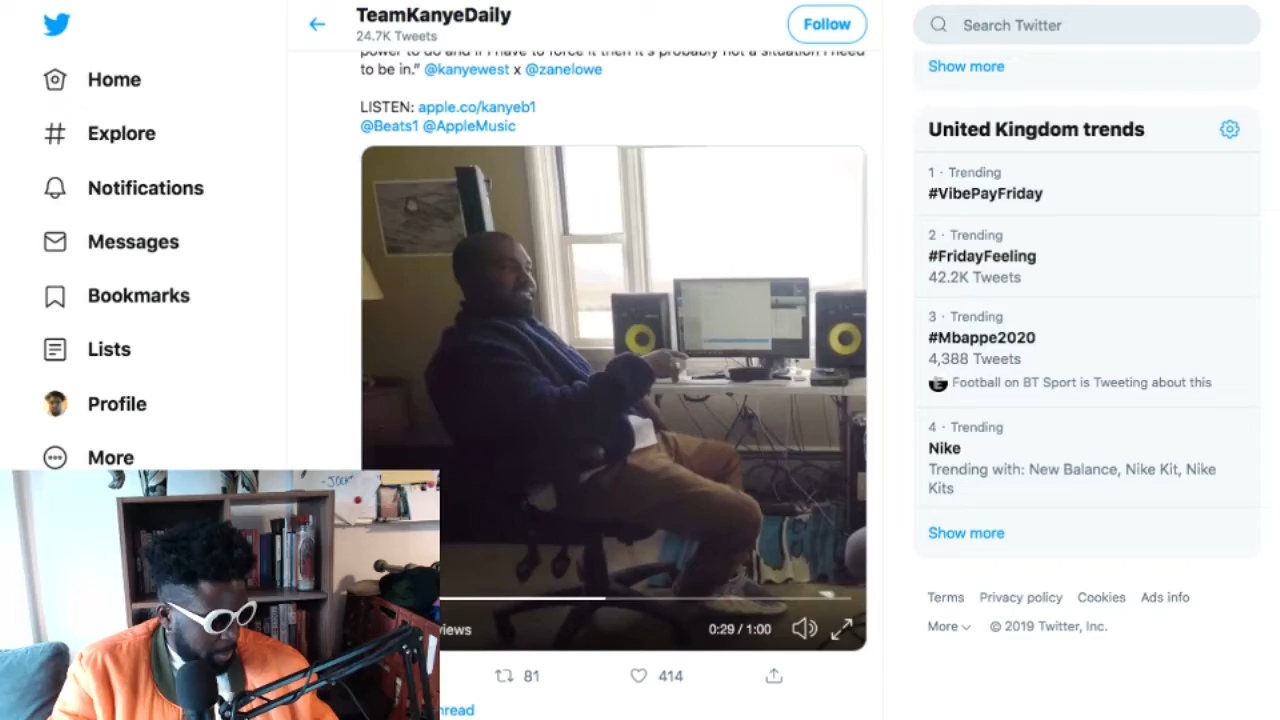 Home
Explore
Notifications
Messages
Bookmarks
Lists
Profile
More
TeamKanyeDaily
24.7K Tweets
Follow
power to do and if I have to force it then it's probably not a situation I need
to be in." @kanyewest x @zanelowe
LISTEN: apple.co/kanyeb1
@Beats1 @AppleMusic
views
0:29 / 1:00
81
414
hread
Search Twitter
Show more
United Kingdom trends
1 · Trending
#VibePayFriday
2 · Trending
#FridayFeeling
42.2K Tweets
3 · Trending
#Mbappe2020
4,388 Tweets
Football on BT Sport is Tweeting about this
4 · Trending
Nike
Trending with: New Balance, Nike Kit, Nike
Kits
Show more
Terms Privacy policy Cookies Ads info
More © 2019 Twitter, Inc.